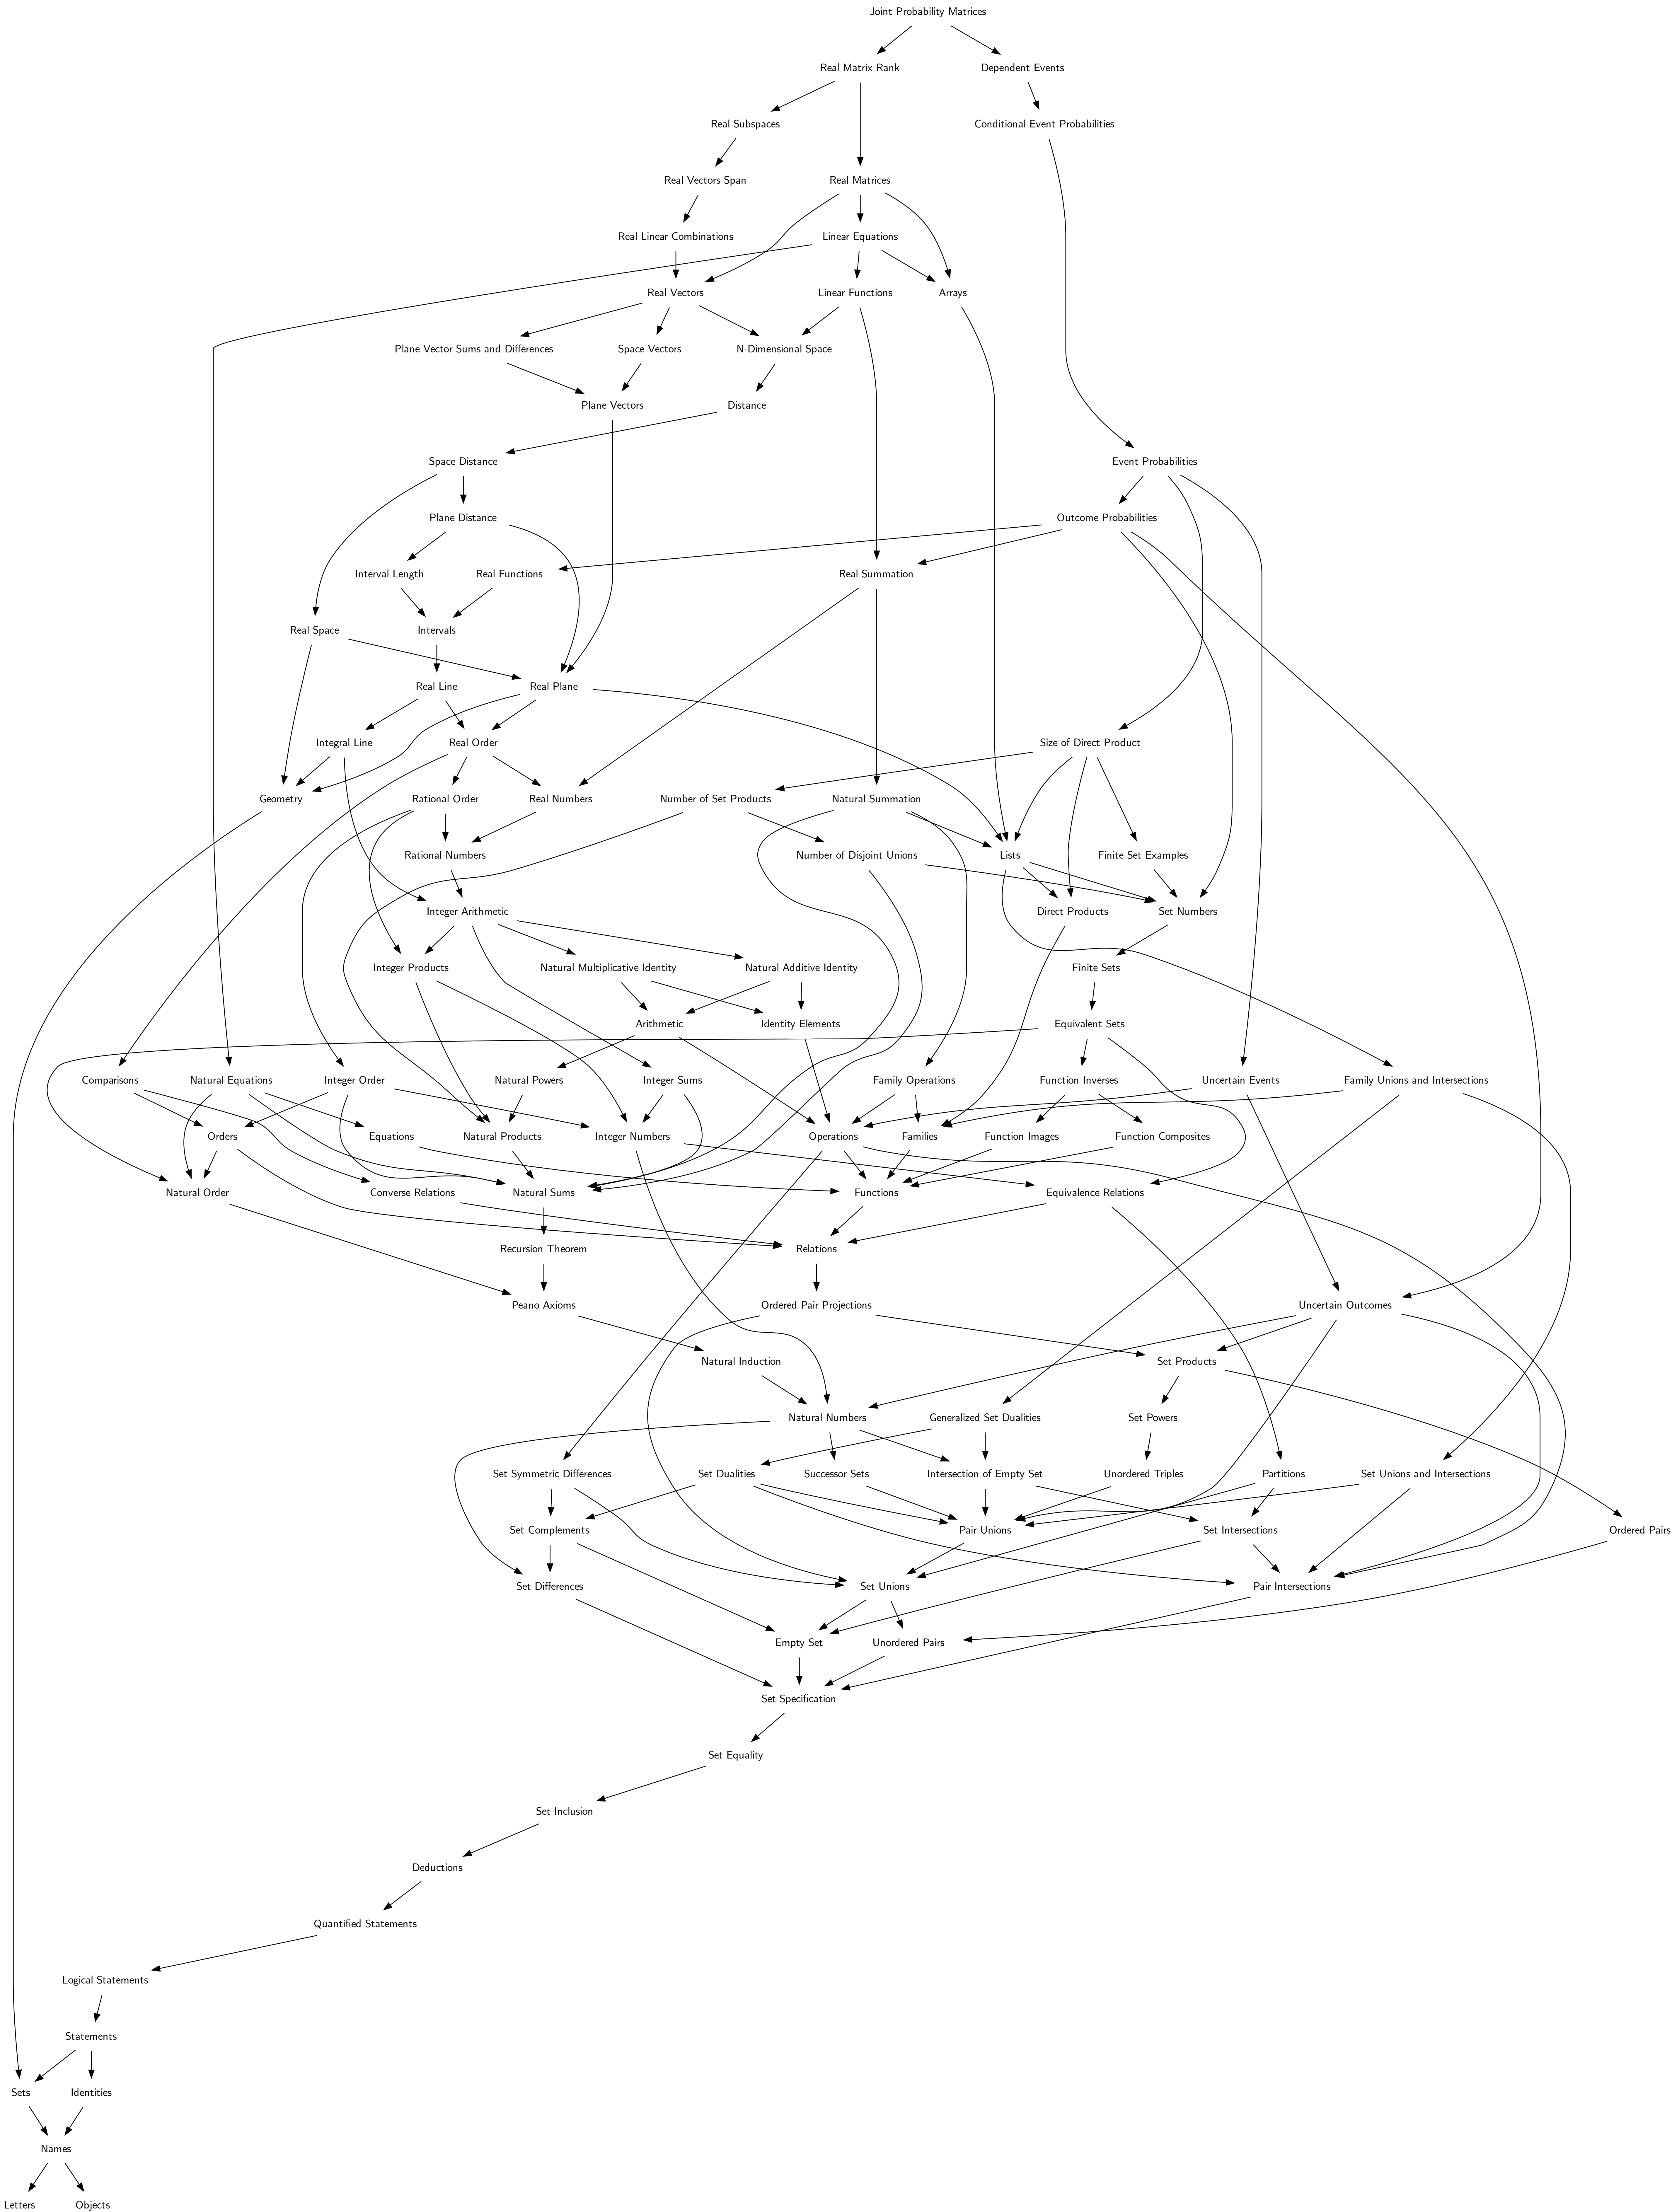 Joint Probability Matrices
Real Matrix Rank
Dependent Events
Real Subspaces
Conditional Event Probabilities
Real Vectors Span
Real Matrices
Real Linear Combinations
Linear Equations
Real Vectors
Linear Functions
Arrays
Plane Vector Sums and Differences
Space Vectors
N-Dimensional Space
Plane Vectors
Distance
Space Distance
Event Probabilities
Plane Distance
Outcome Probabilities
Interval Length
Real Functions
Real Summation
Real Space
Intervals
Real Line
Real Plane
Integral Line
Real Order
Size of Direct Product
Geometry
Rational Order
Real Numbers
Number of Set Products
Natural Summation
Rational Numbers
Number of Disjoint Unions
Lists
Finite Set Examples
Integer Arithmetic
Direct Products
Set Numbers
Integer Products
Natural Multiplicative Identity
Natural Additive Identity
Finite Sets
Arithmetic
Identity Elements
Equivalent Sets
Comparisons
Natural Equations
Integer Order
Natural Powers
Integer Sums
Family Operations
Function Inverses
Uncertain Events
Family Unions and Intersections
Orders
Equations
Natural Products
Integer Numbers
Operations
Families
Function Images
Function Composites
Natural Order
Converse Relations
Natural Sums
Functions
Equivalence Relations
Recursion Theorem
Relations
Peano Axioms
Ordered Pair Projections
Uncertain Outcomes
Natural Induction
Set Products
Natural Numbers
Generalized Set Dualities
Set Powers
Set Symmetric Differences
Set Dualities
Successor Sets
Intersection of Empty Set
Unordered Triples
Partitions
Set Unions and Intersections
Set Complements
Pair Unions
Set Intersections
Ordered Pairs
Set Differences
Set Unions
Pair Intersections
Empty Set
Unordered Pairs
Set Specification
Set Equality
Set Inclusion
Deductions
Quantified Statements
Logical Statements
Statements
Sets
Identities
Names
Letters
Objects